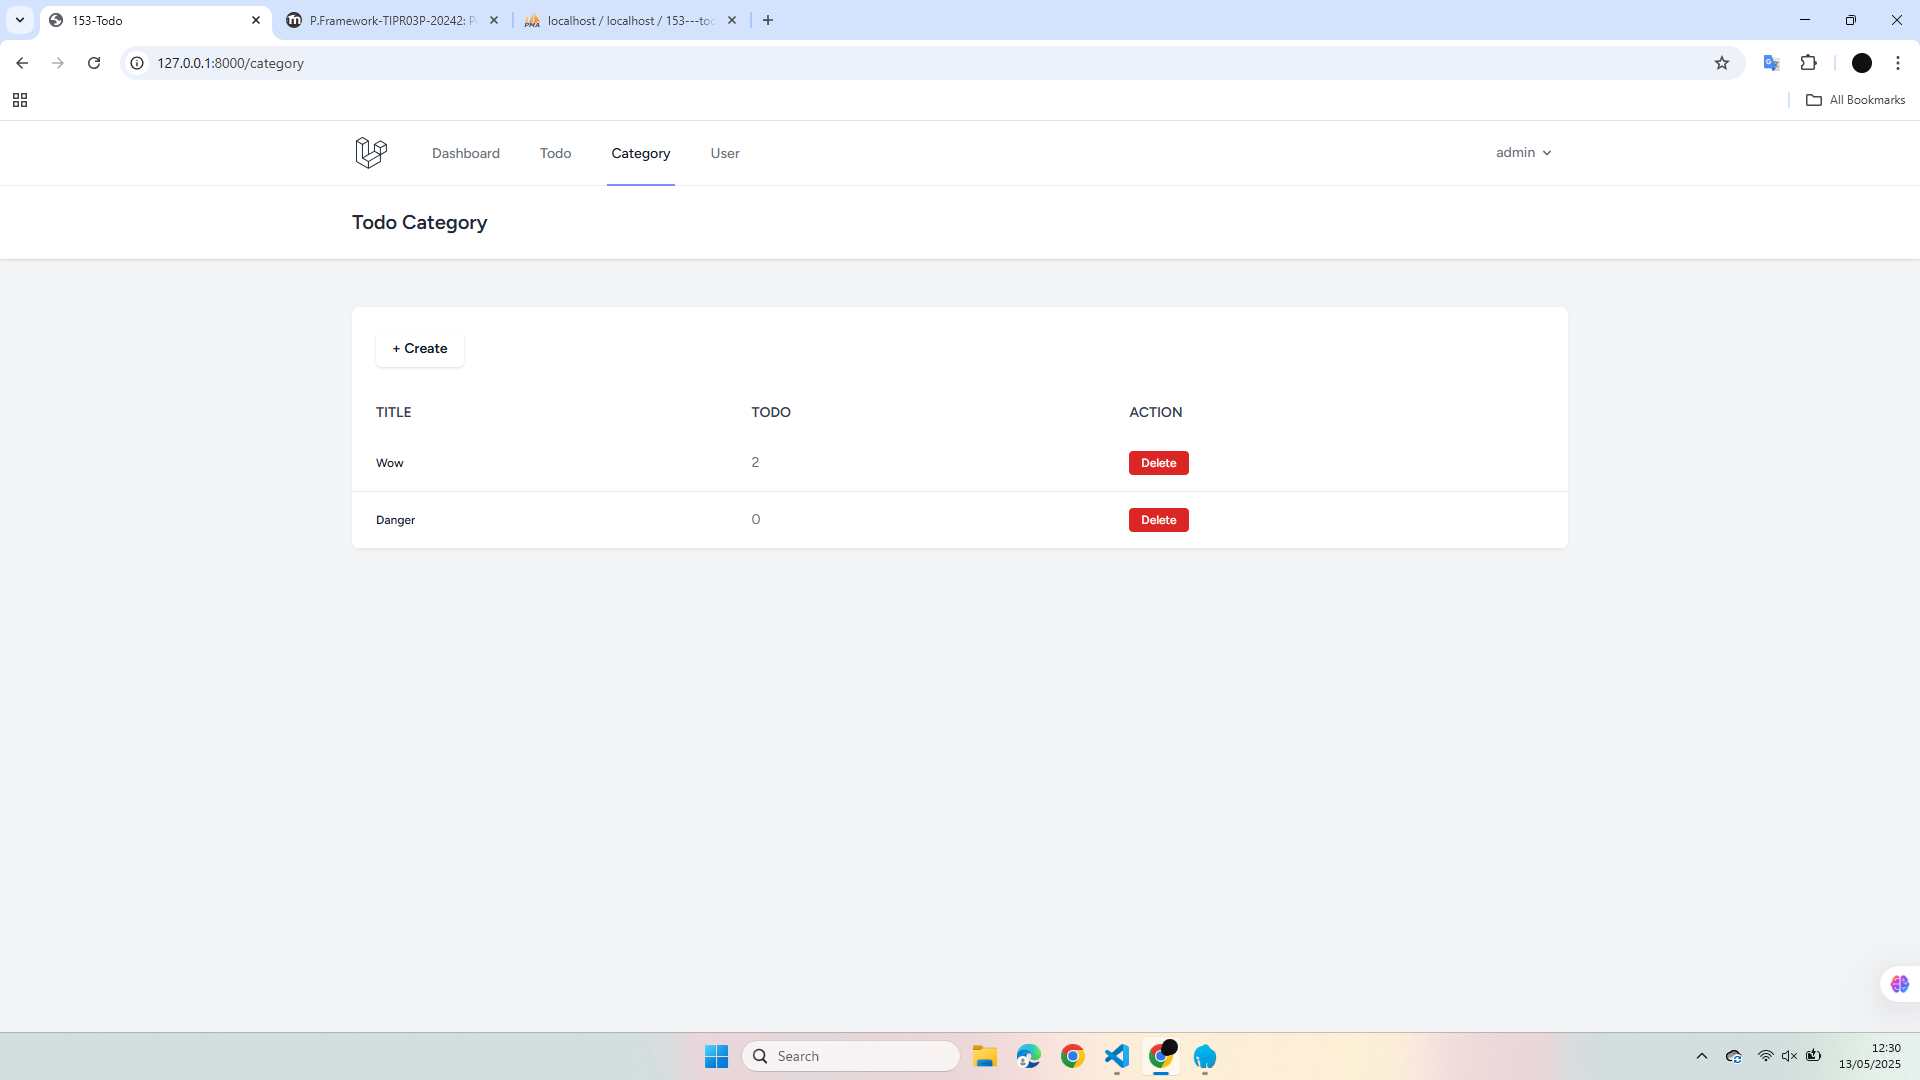 153-Todo
P.Framework-TIPR03P-20242: P
localhost / localhost / 153---to
127.0.0.1:8000/category
All Bookmarks
Dashboard Todo Category User admin
Todo Category
+ Create
TITLE TODO ACTION
Wow 2 Delete
Danger 0 Delete
Search
12:30
13/05/2025